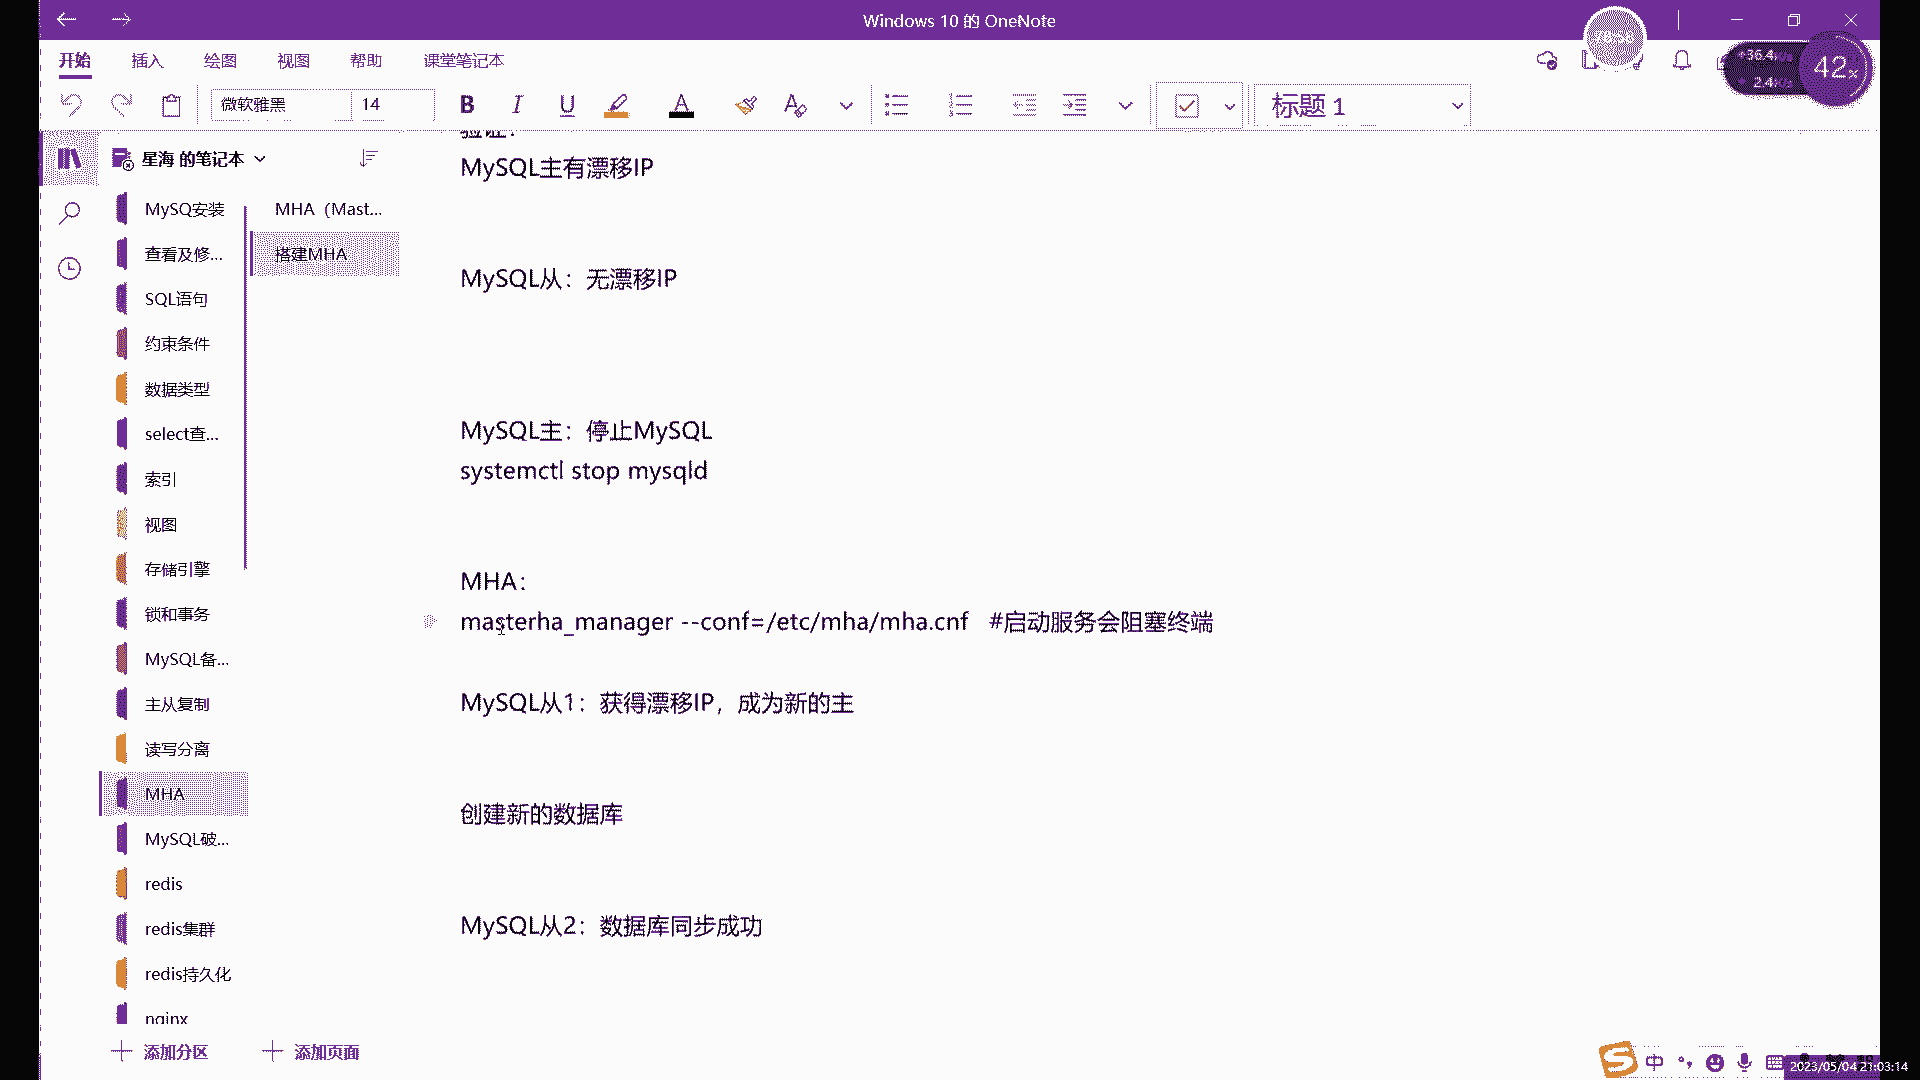 Windows 10 的 OneNote
开始 插入 绘图 视图 帮助 课堂笔记本
42%
2.4
微软雅黑 14 B I U A 标题 1
星海 的笔记本
MySQ安装
查看及修...
SQL语句
约束条件
数据类型
select查...
索引
视图
存储引擎
锁和事务
MySQL备...
主从复制
读写分离
MHA
MySQL破...
redis
redis集群
redis持久化
nginx
添加分区
MHA（Mast...
搭建MHA
添加页面
验证：
MySQL主有漂移IP
MySQL从：无漂移IP
MySQL主：停止MySQL
systemctl stop mysqld
MHA：
masterha_manager --conf=/etc/mha/mha.cnf #启动服务会阻塞终端
MySQL从1：获得漂移IP，成为新的主
创建新的数据库
MySQL从2：数据库同步成功
中
2023/05/04 21:03:14